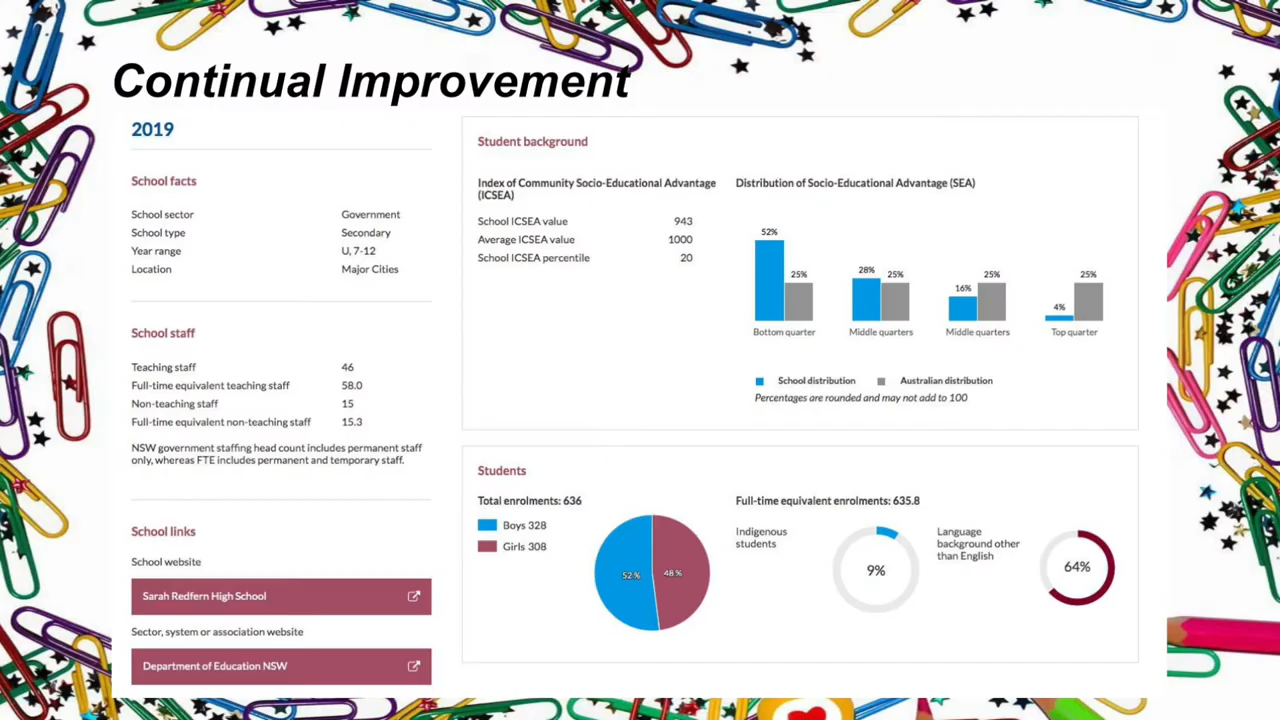 Continual Improvement
2019
School facts
School sector Government
School type Secondary
Year range U, 7-12
Location Major Cities
School staff
Teaching staff 46
Full-time equivalent teaching staff 58.0
Non-teaching staff 15
Full-time equivalent non-teaching staff 15.3
NSW government staffing head count includes permanent staff
only, whereas FTE includes permanent and temporary staff.
School links
School website
Sarah Redfern High School
Sector, system or association website
Department of Education NSW
Student background
Index of Community Socio-Educational Advantage
(ICSEA)
School ICSEA value 943
Average ICSEA value 1000
School ICSEA percentile 20
Distribution of Socio-Educational Advantage (SEA)
52% 25% 28% 25% 16% 25% 4% 25%
Bottom quarter Middle quarters Middle quarters Top quarter
School distribution Australian distribution
Percentages are rounded and may not add to 100
Students
Total enrolments: 636
Boys 328
Girls 308
52% 48%
Full-time equivalent enrolments: 635.8
Indigenous
students
9%
Language
background other
than English
64%